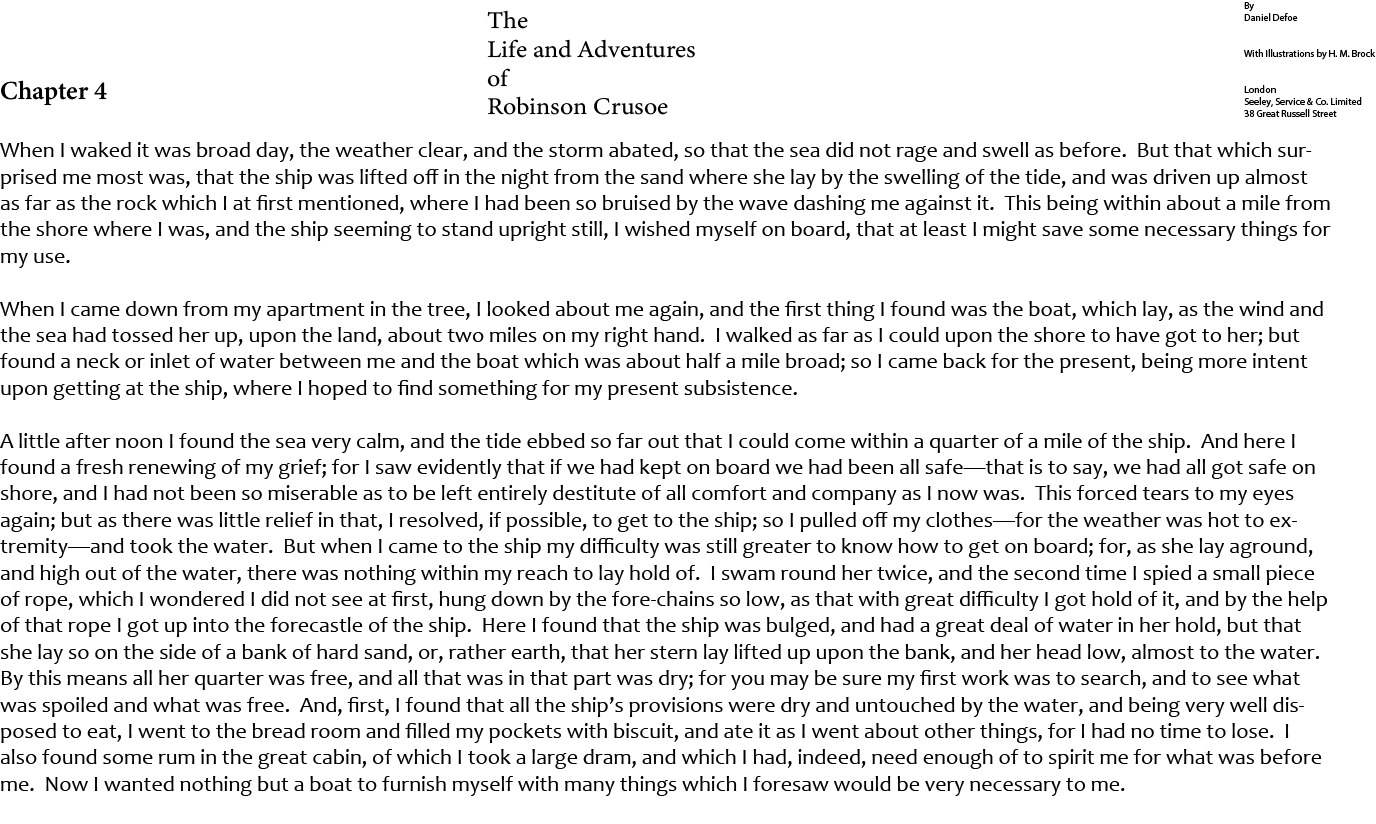 The
Life and Adventures
of
Robinson Crusoe
By
Daniel Defoe
With Illustrations by H. M. Brock
London
Seeley, Service & Co. Limited
38 Great Russell Street
Chapter 4
When I waked it was broad day, the weather clear, and the storm abated, so that the sea did not rage and swell as before.  But that which sur-
prised me most was, that the ship was lifted off in the night from the sand where she lay by the swelling of the tide, and was driven up almost
as far as the rock which I at first mentioned, where I had been so bruised by the wave dashing me against it.  This being within about a mile from
the shore where I was, and the ship seeming to stand upright still, I wished myself on board, that at least I might save some necessary things for
my use.
When I came down from my apartment in the tree, I looked about me again, and the first thing I found was the boat, which lay, as the wind and
the sea had tossed her up, upon the land, about two miles on my right hand.  I walked as far as I could upon the shore to have got to her; but
found a neck or inlet of water between me and the boat which was about half a mile broad; so I came back for the present, being more intent
upon getting at the ship, where I hoped to find something for my present subsistence.
A little after noon I found the sea very calm, and the tide ebbed so far out that I could come within a quarter of a mile of the ship.  And here I
found a fresh renewing of my grief; for I saw evidently that if we had kept on board we had been all safe—that is to say, we had all got safe on
shore, and I had not been so miserable as to be left entirely destitute of all comfort and company as I now was.  This forced tears to my eyes
again; but as there was little relief in that, I resolved, if possible, to get to the ship; so I pulled off my clothes—for the weather was hot to ex-
tremity—and took the water.  But when I came to the ship my difficulty was still greater to know how to get on board; for, as she lay aground,
and high out of the water, there was nothing within my reach to lay hold of.  I swam round her twice, and the second time I spied a small piece
of rope, which I wondered I did not see at first, hung down by the fore-chains so low, as that with great difficulty I got hold of it, and by the help
of that rope I got up into the forecastle of the ship.  Here I found that the ship was bulged, and had a great deal of water in her hold, but that
she lay so on the side of a bank of hard sand, or, rather earth, that her stern lay lifted up upon the bank, and her head low, almost to the water.
By this means all her quarter was free, and all that was in that part was dry; for you may be sure my first work was to search, and to see what
was spoiled and what was free.  And, first, I found that all the ship’s provisions were dry and untouched by the water, and being very well dis-
posed to eat, I went to the bread room and filled my pockets with biscuit, and ate it as I went about other things, for I had no time to lose.  I
also found some rum in the great cabin, of which I took a large dram, and which I had, indeed, need enough of to spirit me for what was before
me.  Now I wanted nothing but a boat to furnish myself with many things which I foresaw would be very necessary to me.